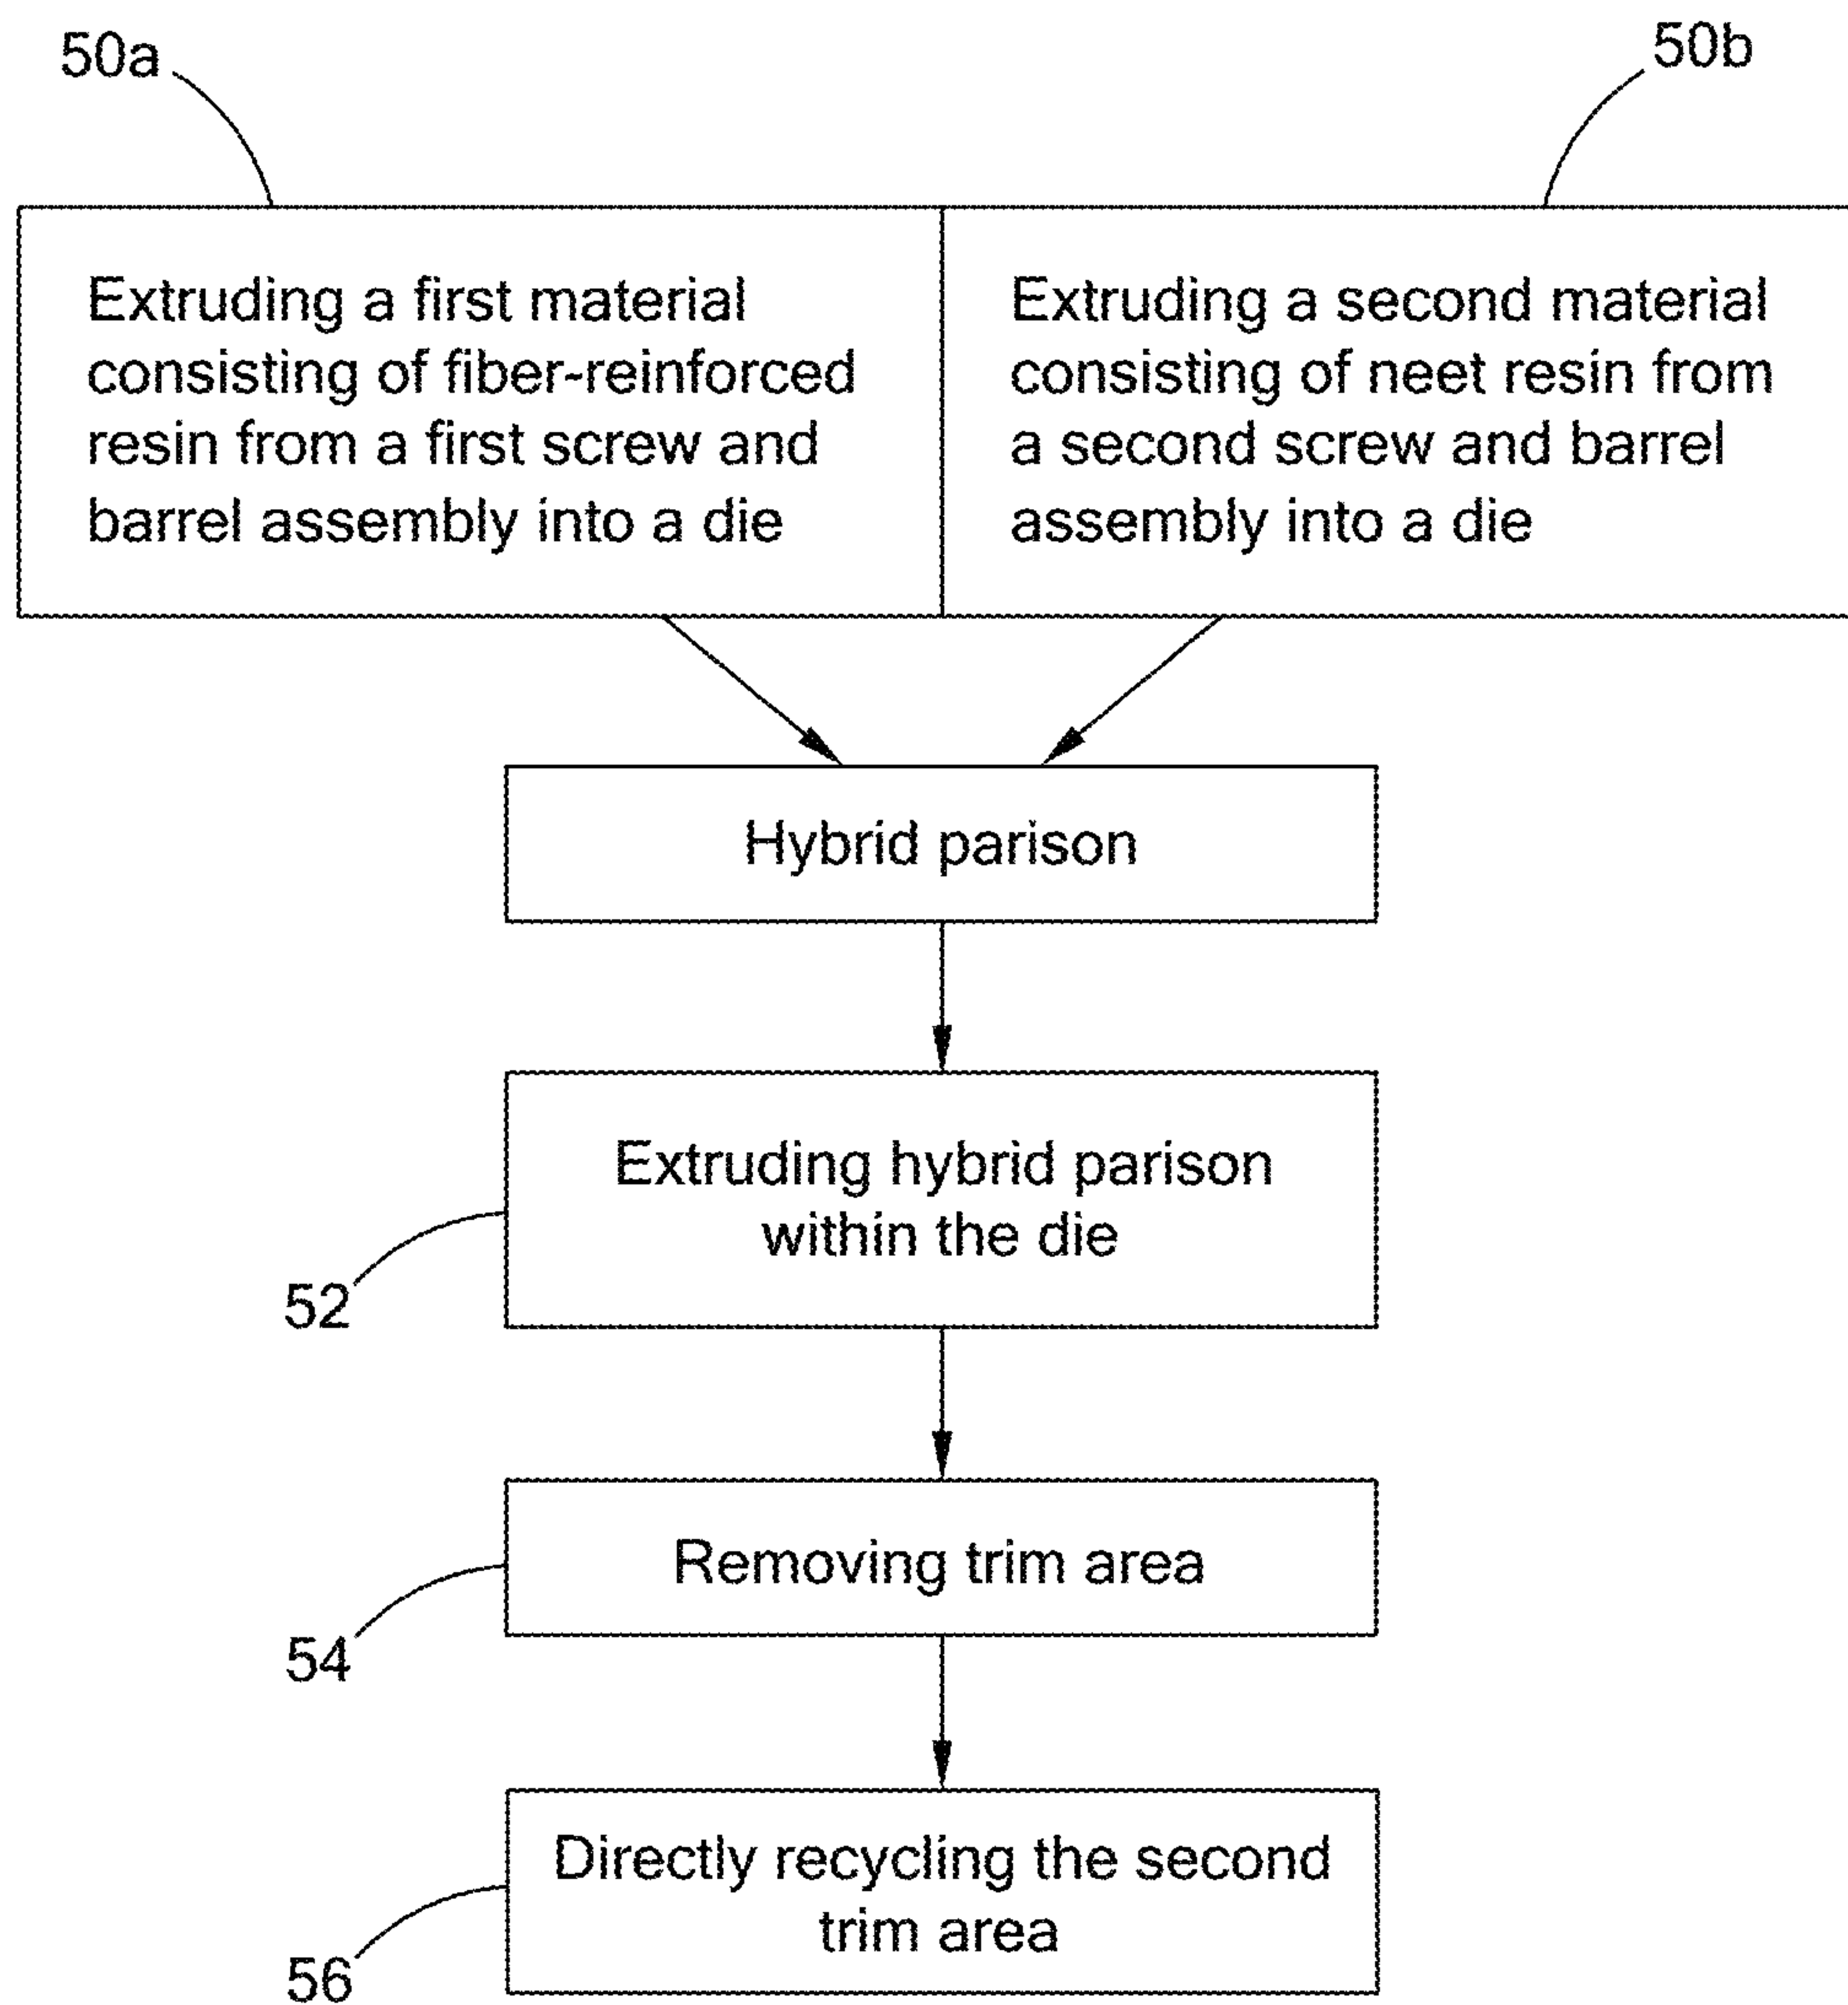 50a
50b
Extruding a first material
consisting of fiber-reinforced
resin from a first screw and
barrel assembly into a die
Extruding a second material
consisting of neet resin from
a second screw and barrel
assembly into a die
Hybrid parison
Extruding hybrid parison
within the die
52
Removing trim area
54
Directly recycling the second
trim area
56